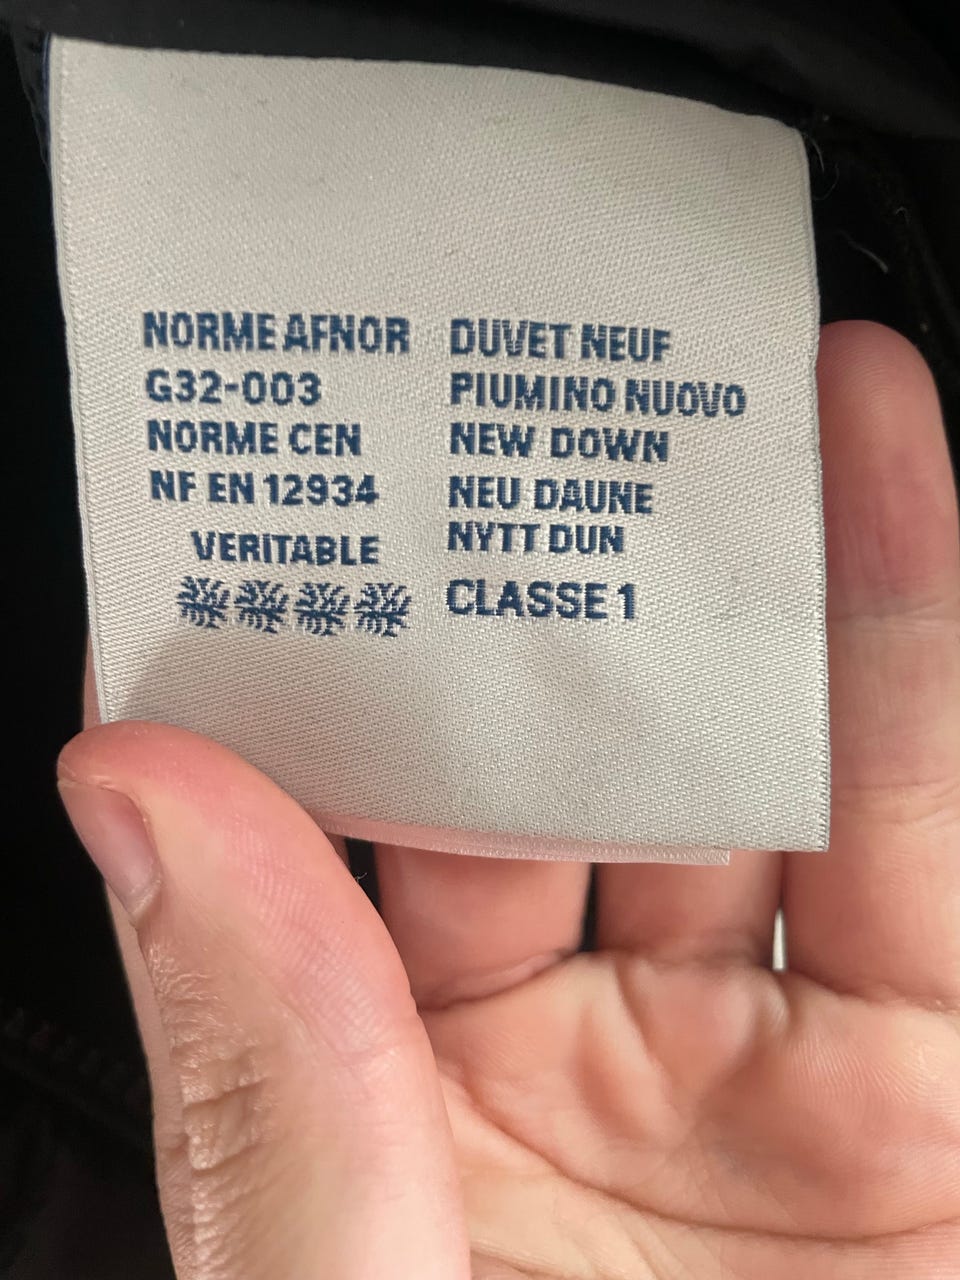 NORME AFNOR
G32-003
NORME CEN
NF EN 12934
VERITABLE
DUVET NEUF
PIUMINO NUOVO
NEW DOWN
NEU DAUNE
NYTT DUN
CLASSE 1